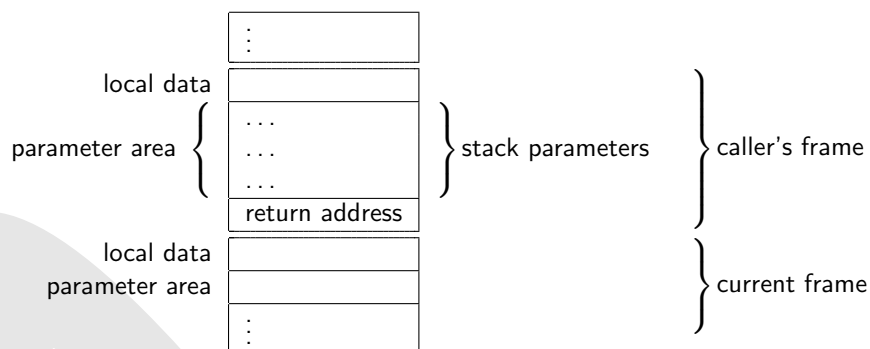 ⋮
local data
. . .
parameter area
. . .
stack parameters
caller's frame
. . .
return address
local data
parameter area
current frame
⋮